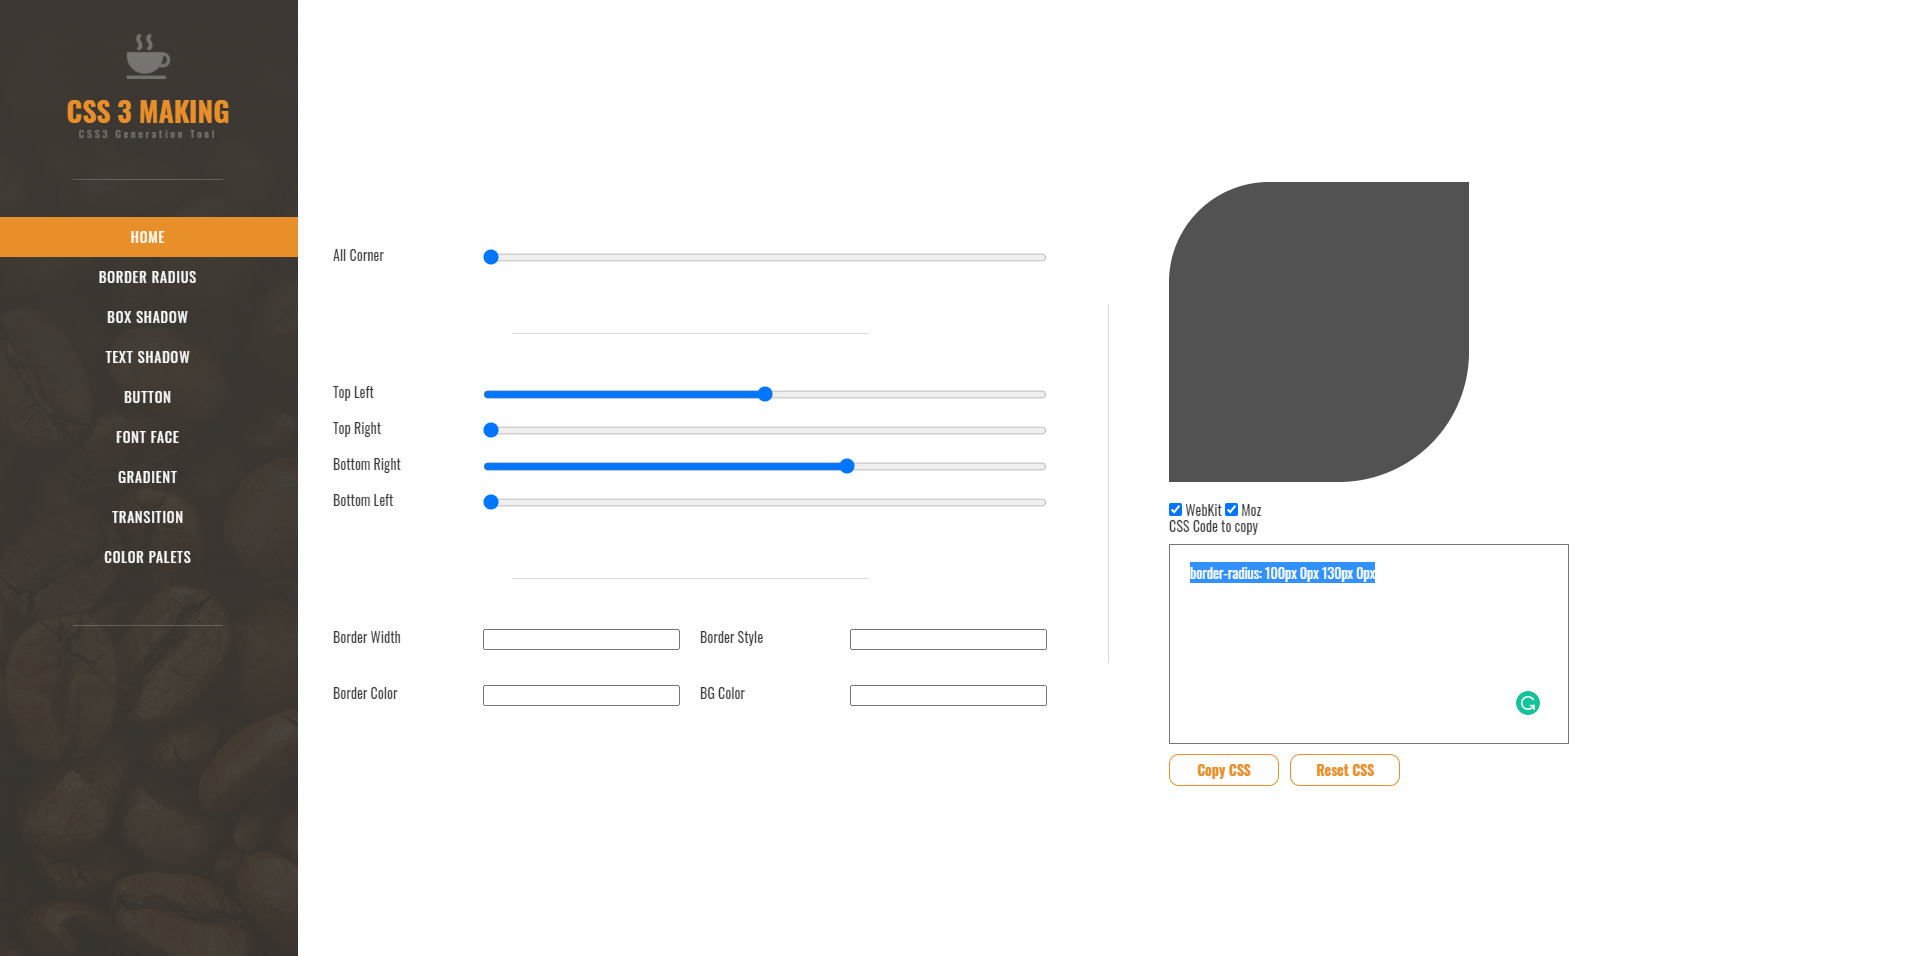 CSS 3 MAKING
CSS3 Generation Tool
HOME
BORDER RADIUS
BOX SHADOW
TEXT SHADOW
BUTTON
FONT FACE
GRADIENT
TRANSITION
COLOR PALETS
All Corner
Top Left
Top Right
Bottom Right
Bottom Left
Border Width
Border Style
Border Color
BG Color
WebKit Moz
CSS Code to copy
border-radius: 100px 0px 130px 0px
Copy CSS
Reset CSS